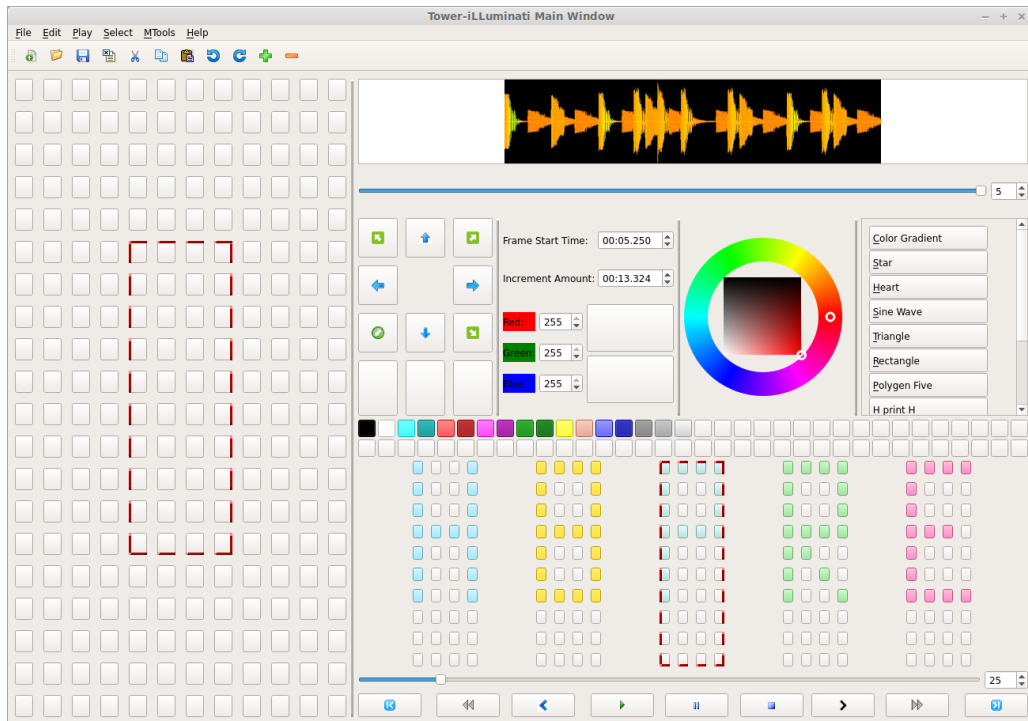 Tower-iLLuminati Main Window
File Edit Play Select MTools Help
5
Frame Start Time: 00:05.250
Increment Amount: 00:13.324
Red: 255
Green: 255
Blue: 255
Color Gradient
Star
Heart
Sine Wave
Triangle
Rectangle
Polygen Five
H print H
25